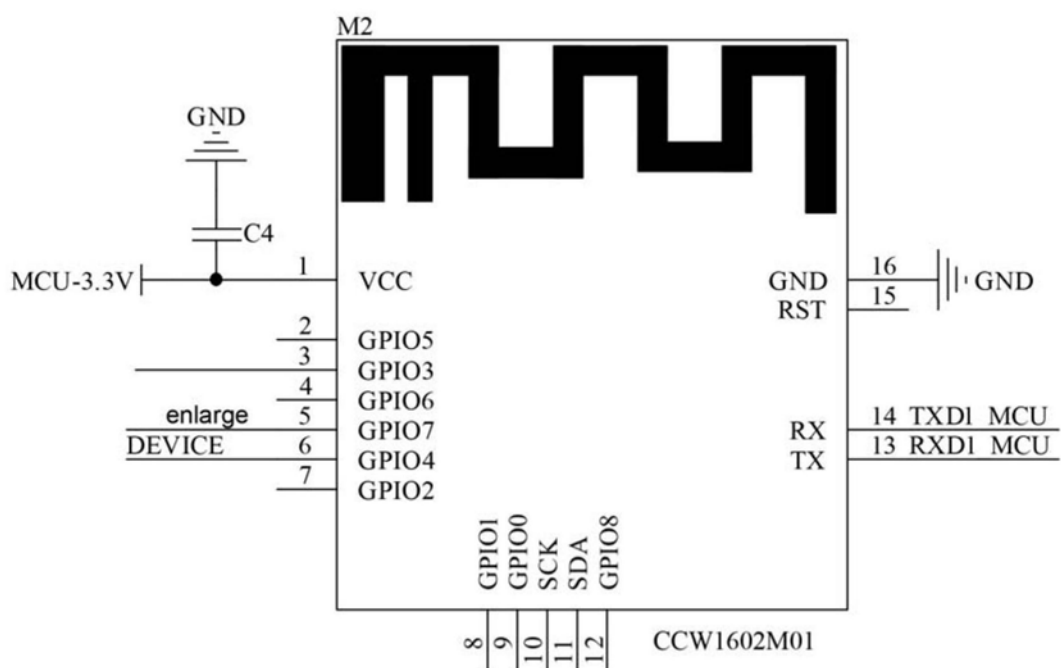 M2
GND
C4
MCU-3.3V
1
VCC
GND
16
GND
RST
15
2
GPIO5
3
GPIO3
4
GPIO6
enlarge
5
GPIO7
RX
14
TXD1 MCU
DEVICE
6
GPIO4
TX
13
RXD1 MCU
7
GPIO2
GPIO1
GPIO0
SCK
SDA
GPIO8
8
9
10
11
12
CCW1602M01